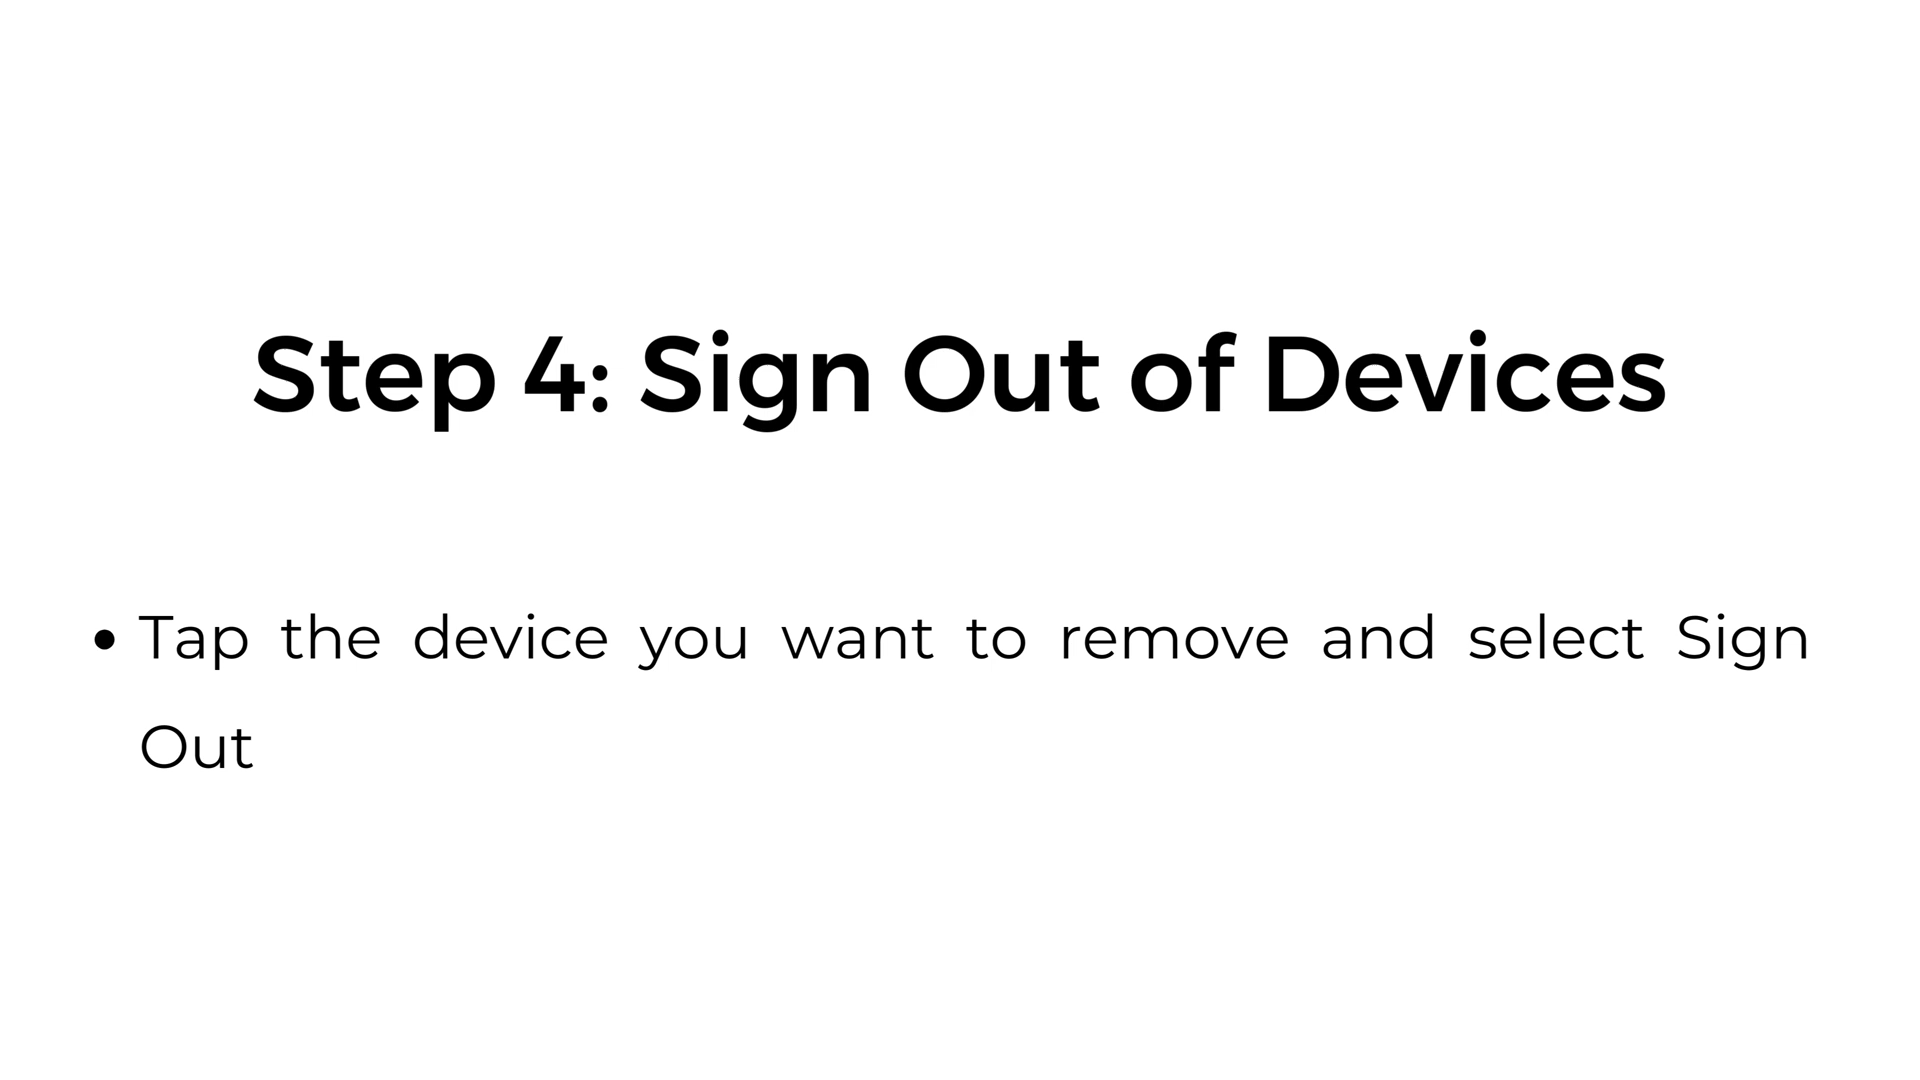 Step 4: Sign Out of Devices
• Tap the device you want to remove and select Sign
Out